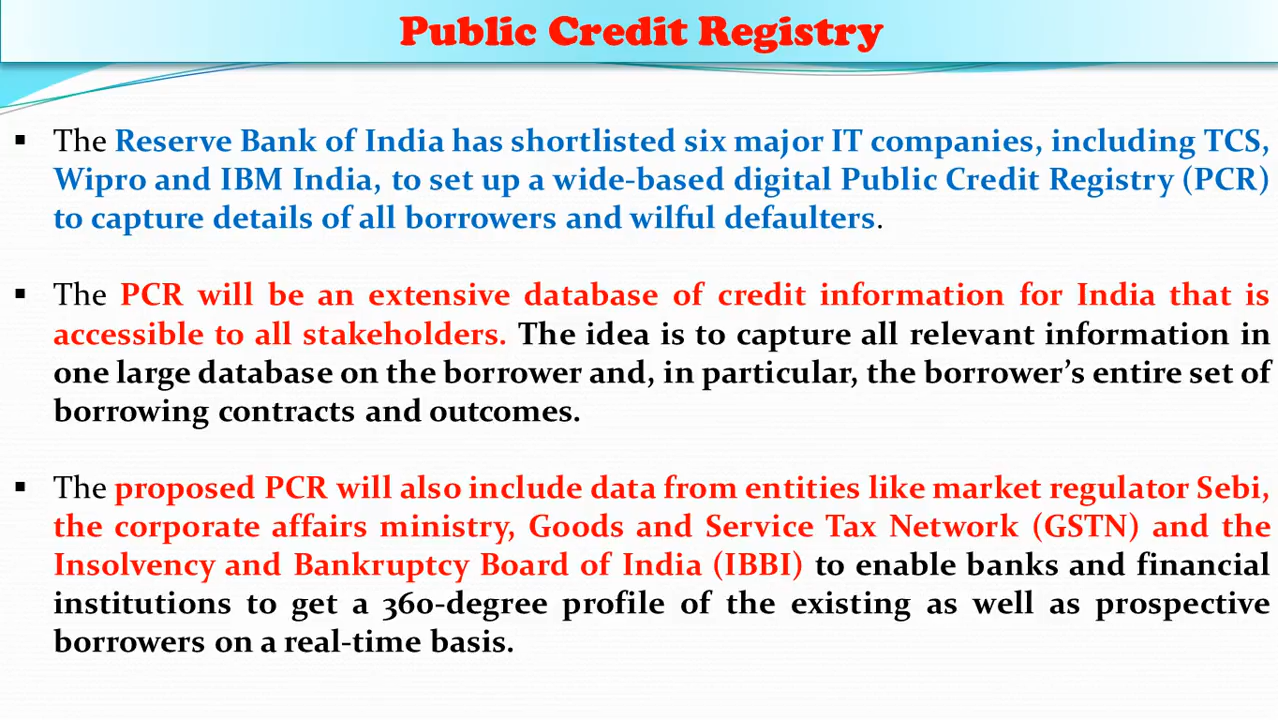 Public Credit Registry
▪ The Reserve Bank of India has shortlisted six major IT companies, including TCS,
Wipro and IBM India, to set up a wide-based digital Public Credit Registry (PCR)
to capture details of all borrowers and wilful defaulters.
▪ The PCR will be an extensive database of credit information for India that is
accessible to all stakeholders. The idea is to capture all relevant information in
one large database on the borrower and, in particular, the borrower’s entire set of
borrowing contracts and outcomes.
▪ The proposed PCR will also include data from entities like market regulator Sebi,
the corporate affairs ministry, Goods and Service Tax Network (GSTN) and the
Insolvency and Bankruptcy Board of India (IBBI) to enable banks and financial
institutions to get a 360-degree profile of the existing as well as prospective
borrowers on a real-time basis.